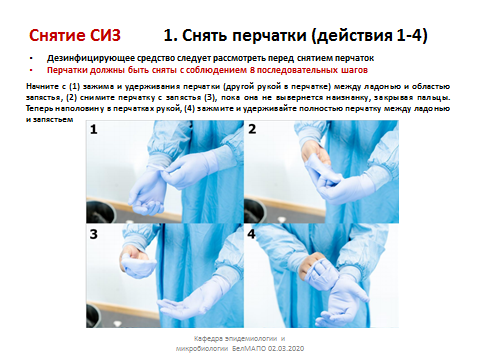 Снятие СИЗ 1. Снять перчатки (действия 1-4)
• Дезинфицирующее средство следует рассмотреть перед снятием перчаток
• Перчатки должны быть сняты с соблюдением 8 последовательных шагов
Начните с (1) зажима и удерживания перчатки (другой рукой в перчатке) между ладонью и областью
запястья, (2) снимите перчатку с запястья (3), пока она не вывернется наизнанку, закрывая пальцы.
Теперь наполовину в перчатках рукой, (4) зажмите и удерживайте полностью перчатку между ладонью
и запястьем
1 2
3 4
Кафедра эпидемиологии и
микробиологии БелМАПО 02.03.2020